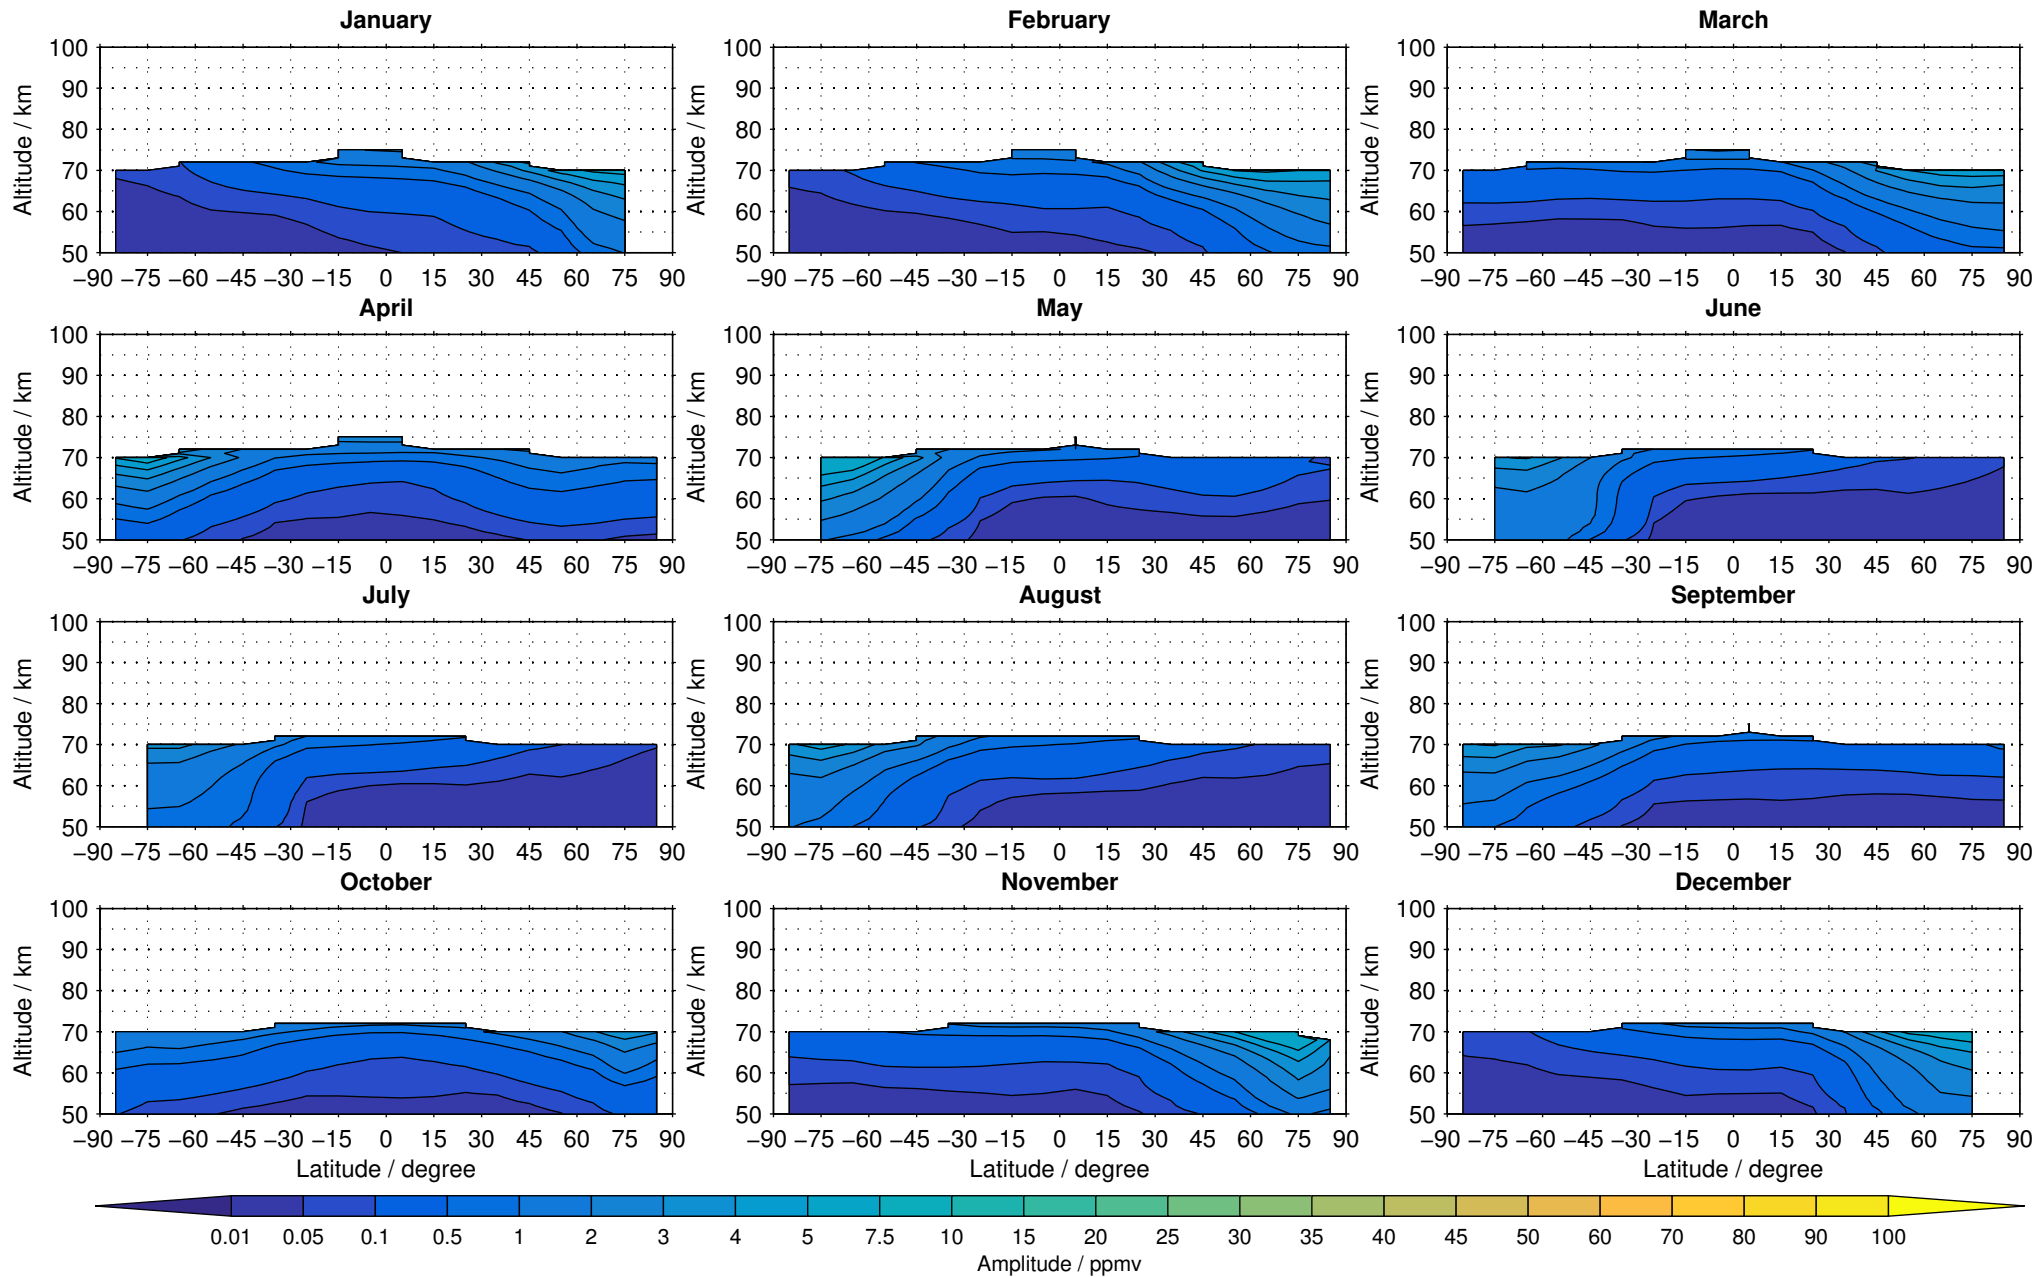 January February March
100 100 100
90 90 90
80 80 80
70 70 70
60 60 60
50 50 50
Altitude / km Altitude / km Altitude / km
−90 −75 −60 −45 −30 −15 0 15 30 45 60 75 90 −90 −75 −60 −45 −30 −15 0 15 30 45 60 75 90 −90 −75 −60 −45 −30 −15 0 15 30 45 60 75 90
April May June
100 100 100
90 90 90
80 80 80
70 70 70
60 60 60
50 50 50
Altitude / km Altitude / km Altitude / km
−90 −75 −60 −45 −30 −15 0 15 30 45 60 75 90 −90 −75 −60 −45 −30 −15 0 15 30 45 60 75 90 −90 −75 −60 −45 −30 −15 0 15 30 45 60 75 90
July August September
100 100 100
90 90 90
80 80 80
70 70 70
60 60 60
50 50 50
Altitude / km Altitude / km Altitude / km
−90 −75 −60 −45 −30 −15 0 15 30 45 60 75 90 −90 −75 −60 −45 −30 −15 0 15 30 45 60 75 90 −90 −75 −60 −45 −30 −15 0 15 30 45 60 75 90
October November December
100 100 100
90 90 90
80 80 80
70 70 70
60 60 60
50 50 50
Altitude / km Altitude / km Altitude / km
−90 −75 −60 −45 −30 −15 0 15 30 45 60 75 90 −90 −75 −60 −45 −30 −15 0 15 30 45 60 75 90 −90 −75 −60 −45 −30 −15 0 15 30 45 60 75 90
Latitude / degree Latitude / degree Latitude / degree
0.01 0.05 0.1 0.5 1 2 3 4 5 7.5 10 15 20 25 30 35 40 45 50 60 70 80 90 100
Amplitude / ppmv